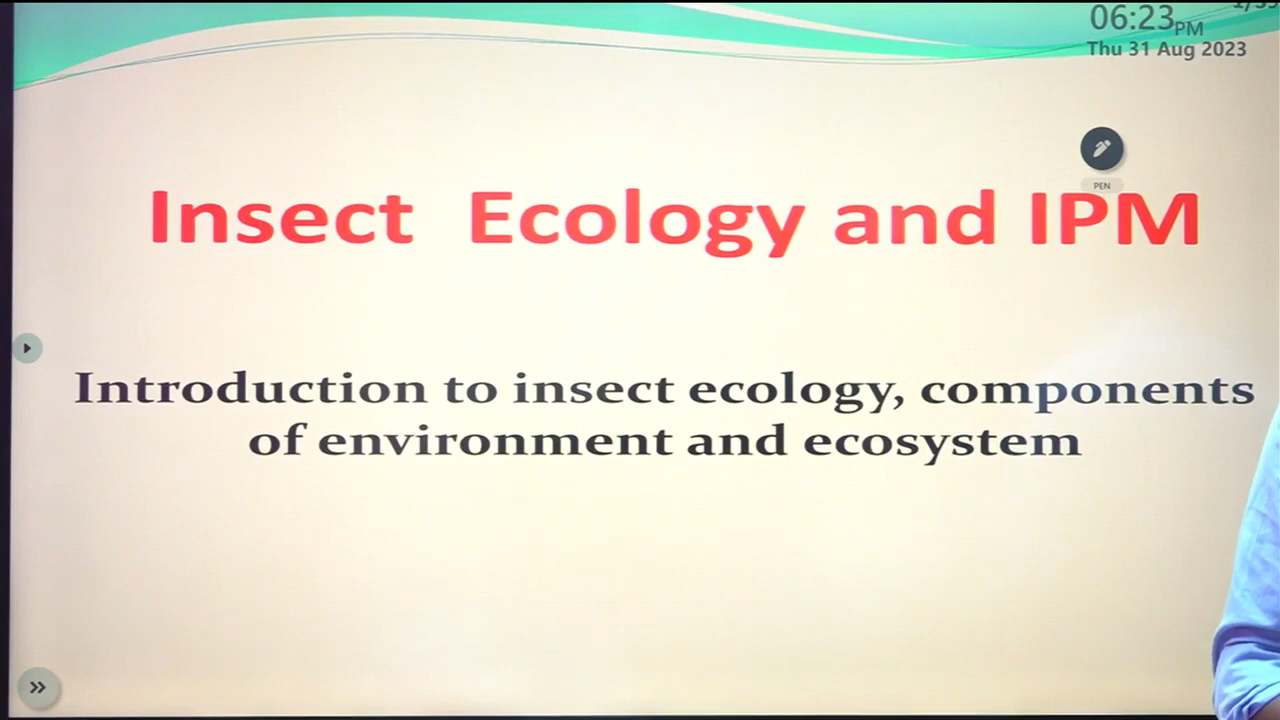 06:23PM
Thu 31 Aug 2023
PEN
Insect Ecology and IPM
Introduction to insect ecology, components
of environment and ecosystem